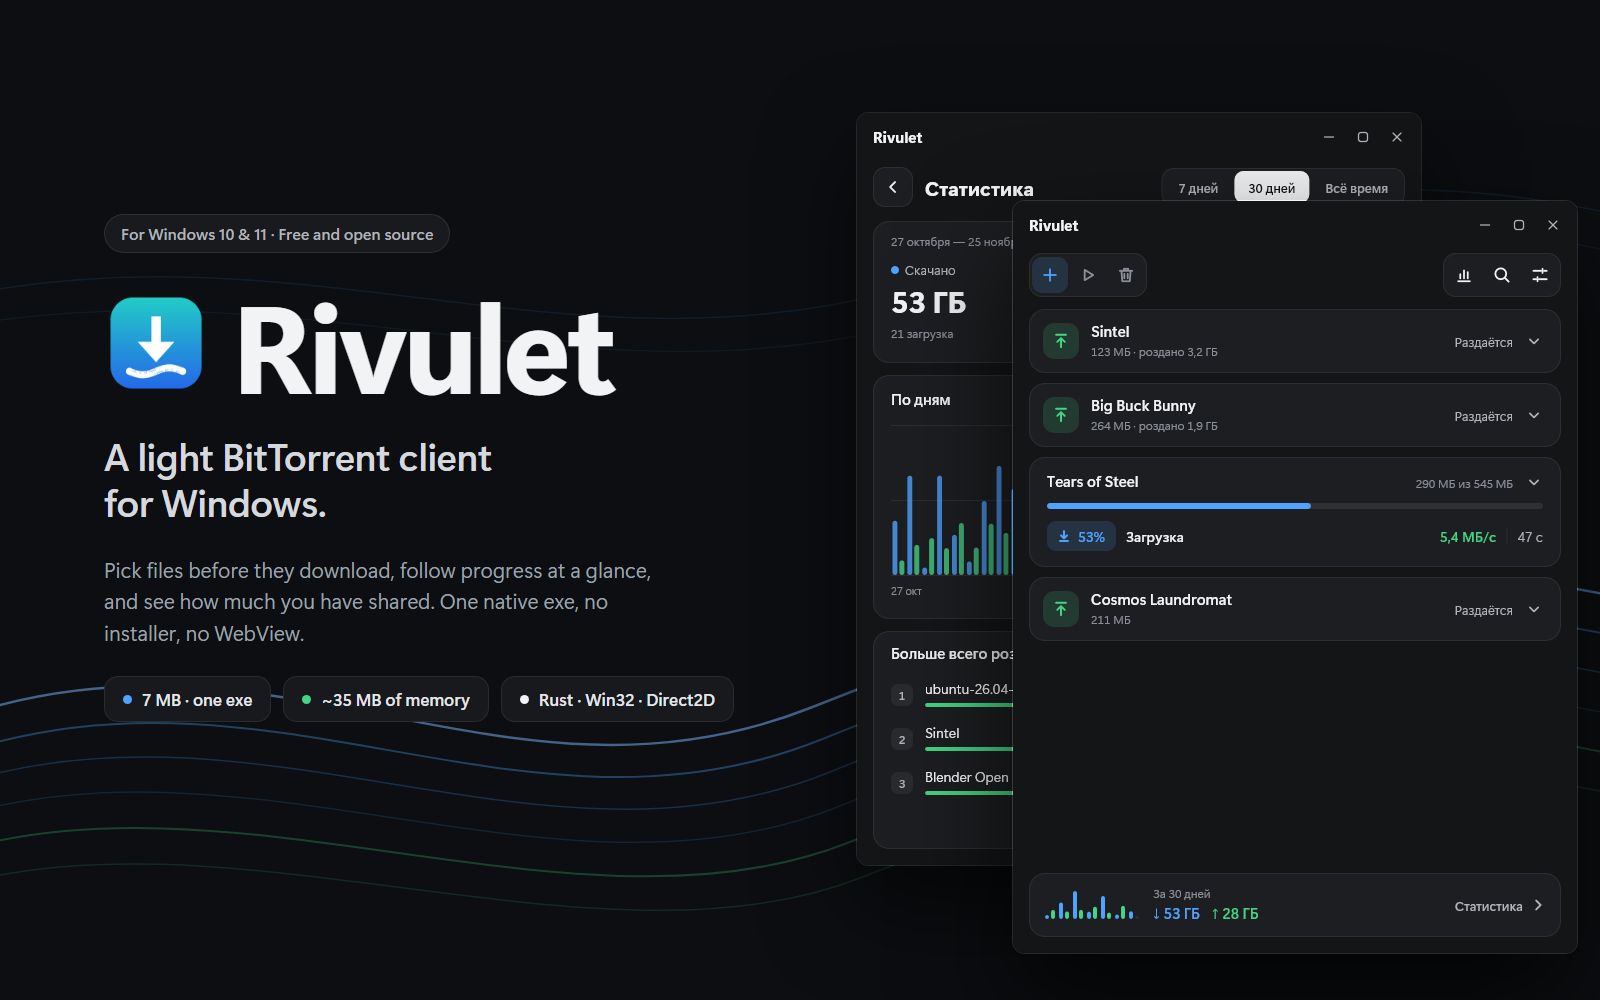 For Windows 10 & 11 · Free and open source
Rivulet
A light BitTorrent client
for Windows.
Pick files before they download, follow progress at a glance,
and see how much you have shared. One native exe, no
installer, no WebView.
7 MB · one exe
~35 MB of memory
Rust · Win32 · Direct2D
Rivulet
Статистика
7 дней
30 дней
Всё время
27 октября — 25 нояб
Скачано
53 ГБ
21 загрузка
По дням
27 окт
Больше всего роз
1
ubuntu-26.04-
2
Sintel
3
Blender Open
Rivulet
Sintel
123 МБ · роздано 3,2 ГБ
Раздаётся
Big Buck Bunny
264 МБ · роздано 1,9 ГБ
Раздаётся
Tears of Steel
290 МБ из 545 МБ
53%
Загрузка
5,4 МБ/с
47 с
Cosmos Laundromat
211 МБ
Раздаётся
За 30 дней
↓ 53 ГБ ↑ 28 ГБ
Статистика